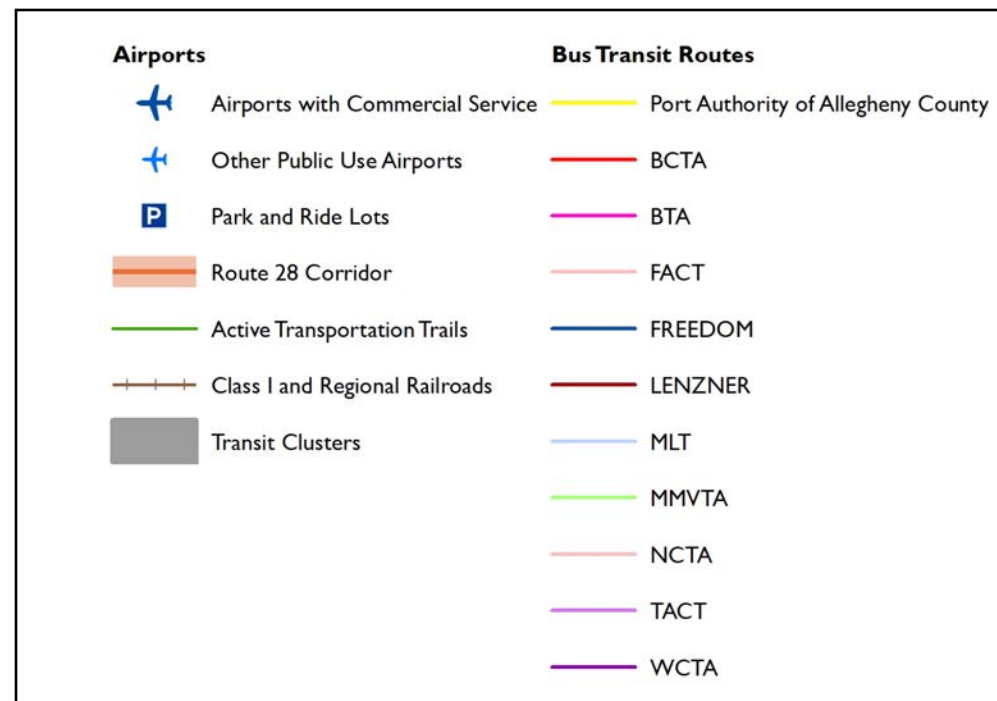 Airports
Airports with Commercial Service
Other Public Use Airports
P
Park and Ride Lots
Route 28 Corridor
Active Transportation Trails
Class I and Regional Railroads
Transit Clusters
Bus Transit Routes
Port Authority of Allegheny County
BCTA
BTA
FACT
FREEDOM
LENZNER
MLT
MMVTA
NCTA
TACT
WCTA